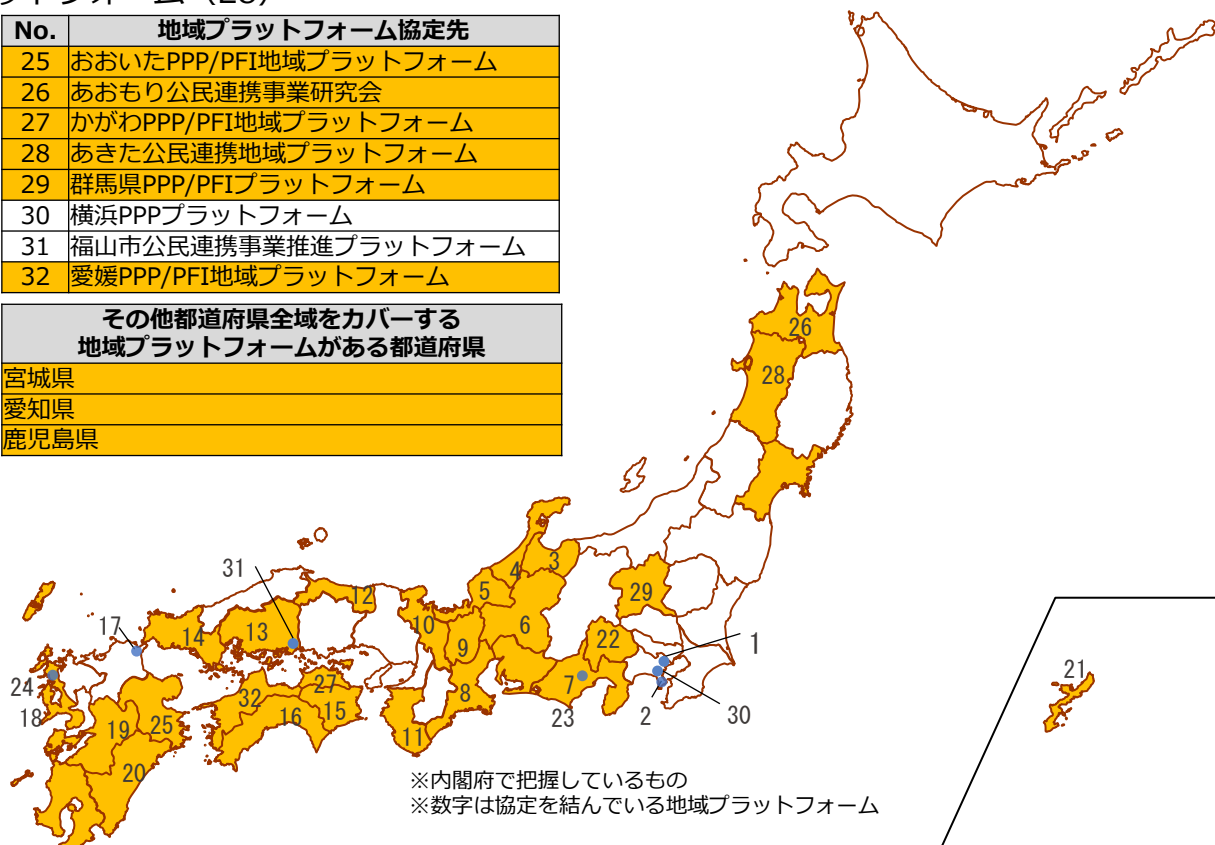 No. 地域プラットフォーム協定先
25 おおいたPPP/PFI地域プラットフォーム
26 あおもり公民連携事業研究会
27 かがわPPP/PFI地域プラットフォーム
28 あきた公民連携地域プラットフォーム
29 群馬県PPP/PFIプラットフォーム
30 横浜PPPプラットフォーム
31 福山市公民連携事業推進プラットフォーム
32 愛媛PPP/PFI地域プラットフォーム
その他都道府県全域をカバーする
地域プラットフォームがある都道府県
宮城県
愛知県
鹿児島県
26
28
3
4
31
12
5
29
17
10
6
13
14
22
9
1
7
24
27
8
32
21
18
16
15
23
2
30
19
25
11
20
※内閣府で把握しているもの
※数字は協定を結んでいる地域プラットフォーム